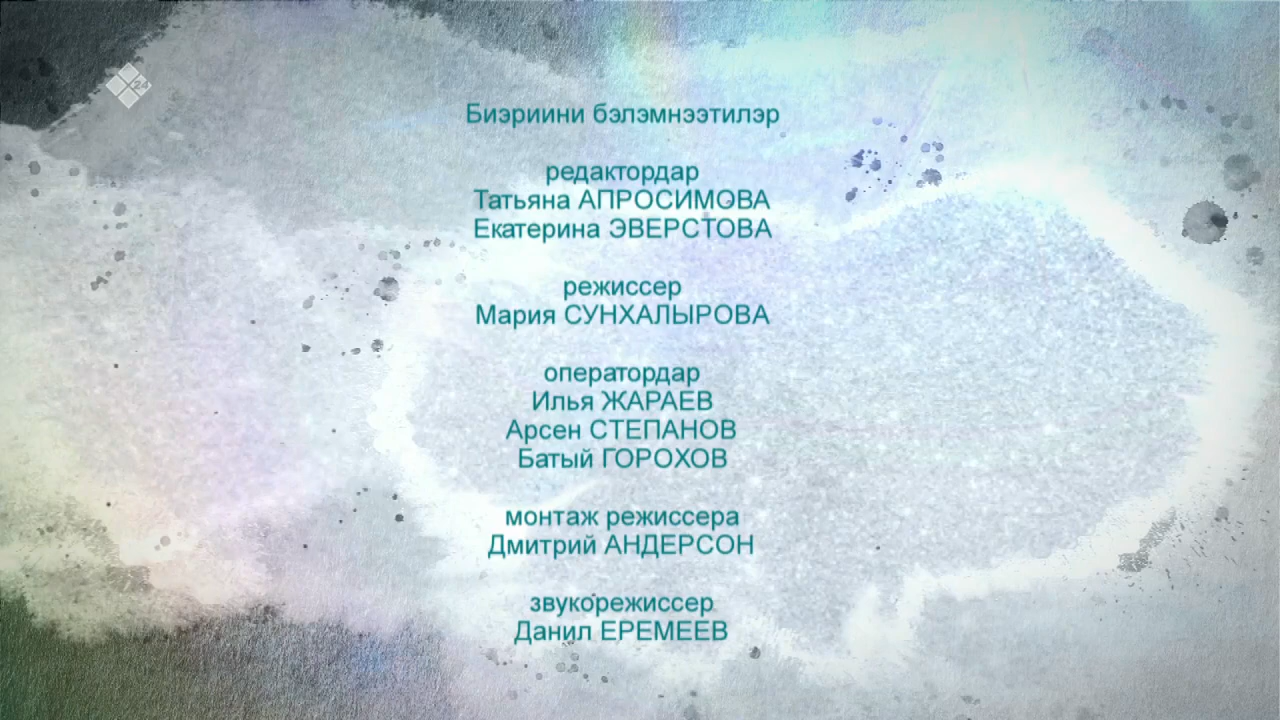 24
Биэриини бэлэмнээтилэр
редактордар
Татьяна АПРОСИМОВА
Екатерина ЭВЕРСТОВА
режиссер
Мария СУНХАЛЫРОВА
оператордар
Илья ЖАРАЕВ
Арсен СТЕПАНОВ
Батый ГОРОХОВ
монтаж режиссера
Дмитрий АНДЕРСОН
звукорежиссер
Данил ЕРЕМЕЕВ